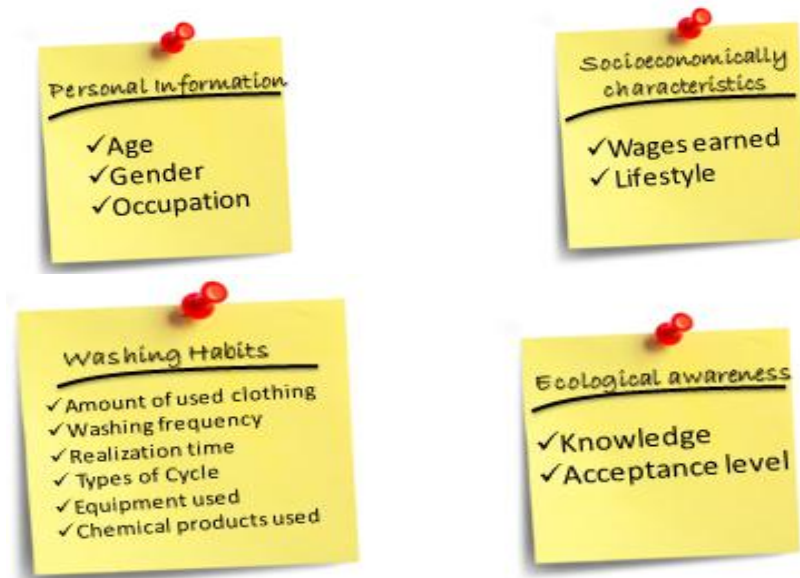 Personal Information
✓Age
✓Gender
✓Occupation
Socioeconomically
characteristics
✓Wages earned
✓Lifestyle
Washing Habits
✓Amount of used clothing
✓Washing frequency
✓Realization time
✓Types of Cycle
✓Equipment used
✓Chemical products used
Ecological awareness
✓Knowledge
✓Acceptance level